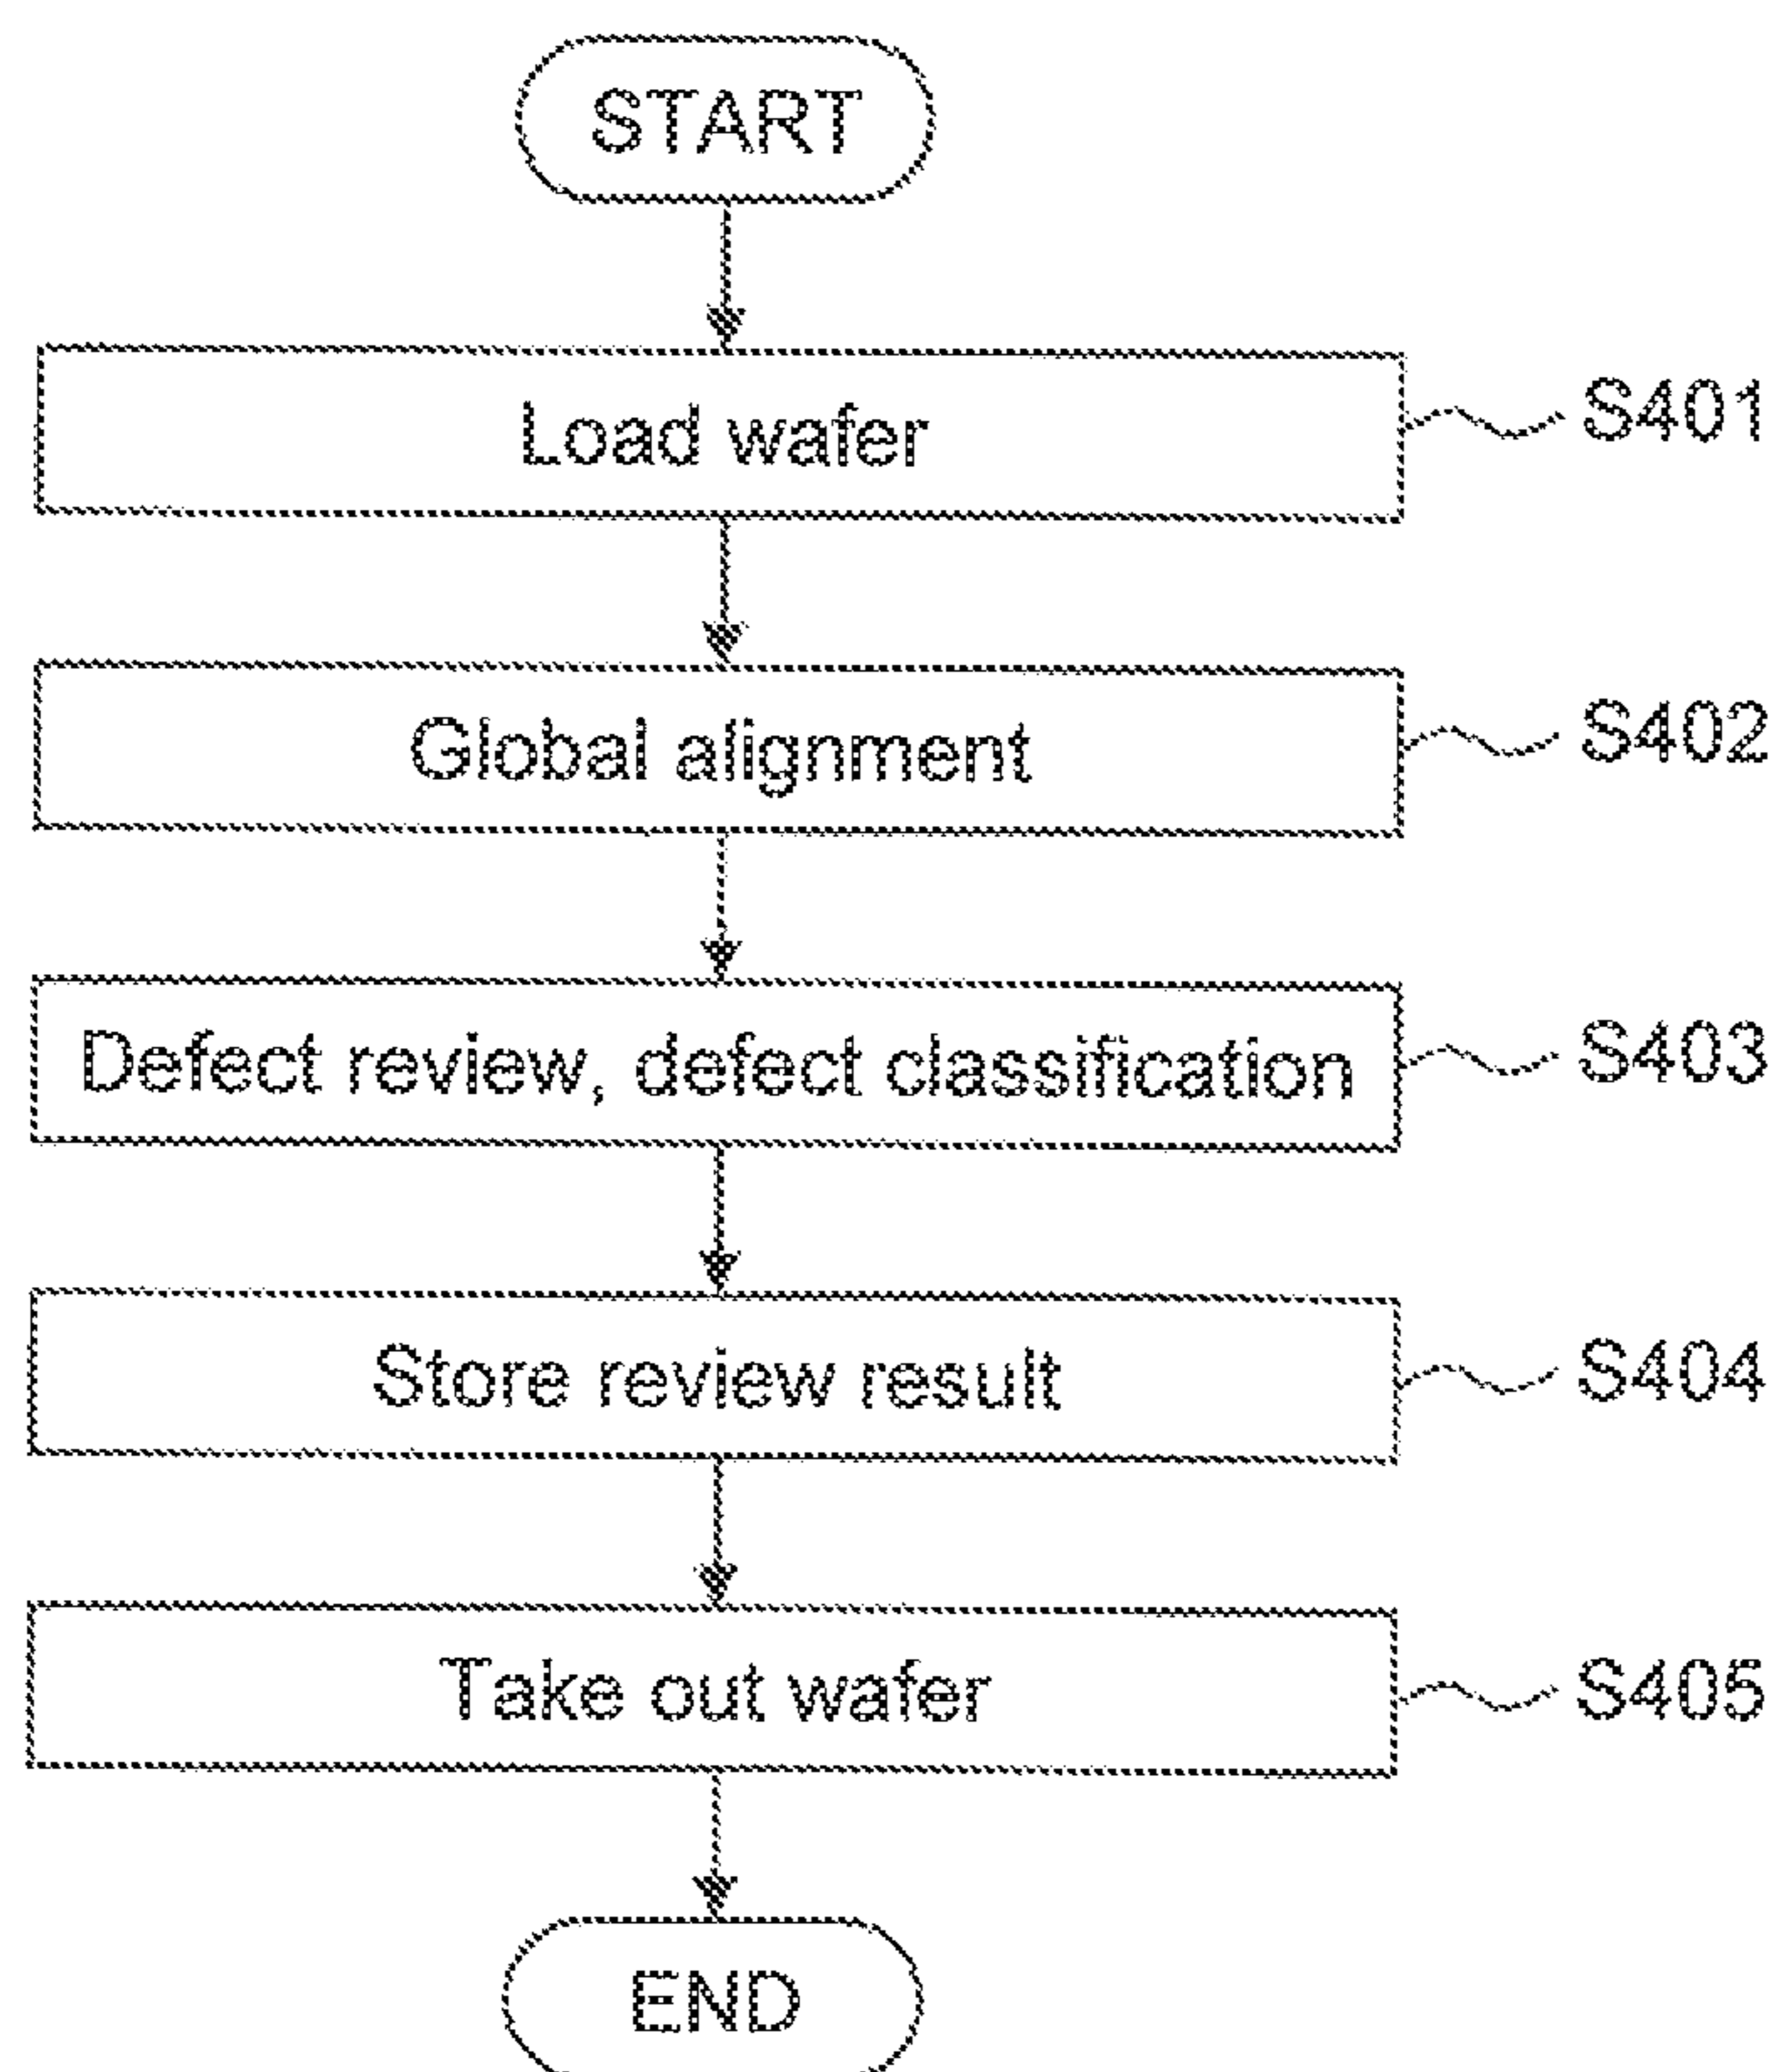 START
Load wafer
S401
Global alignment
S402
Defect review, defect classification
S403
Store review result
S404
Take out wafer
S405
END